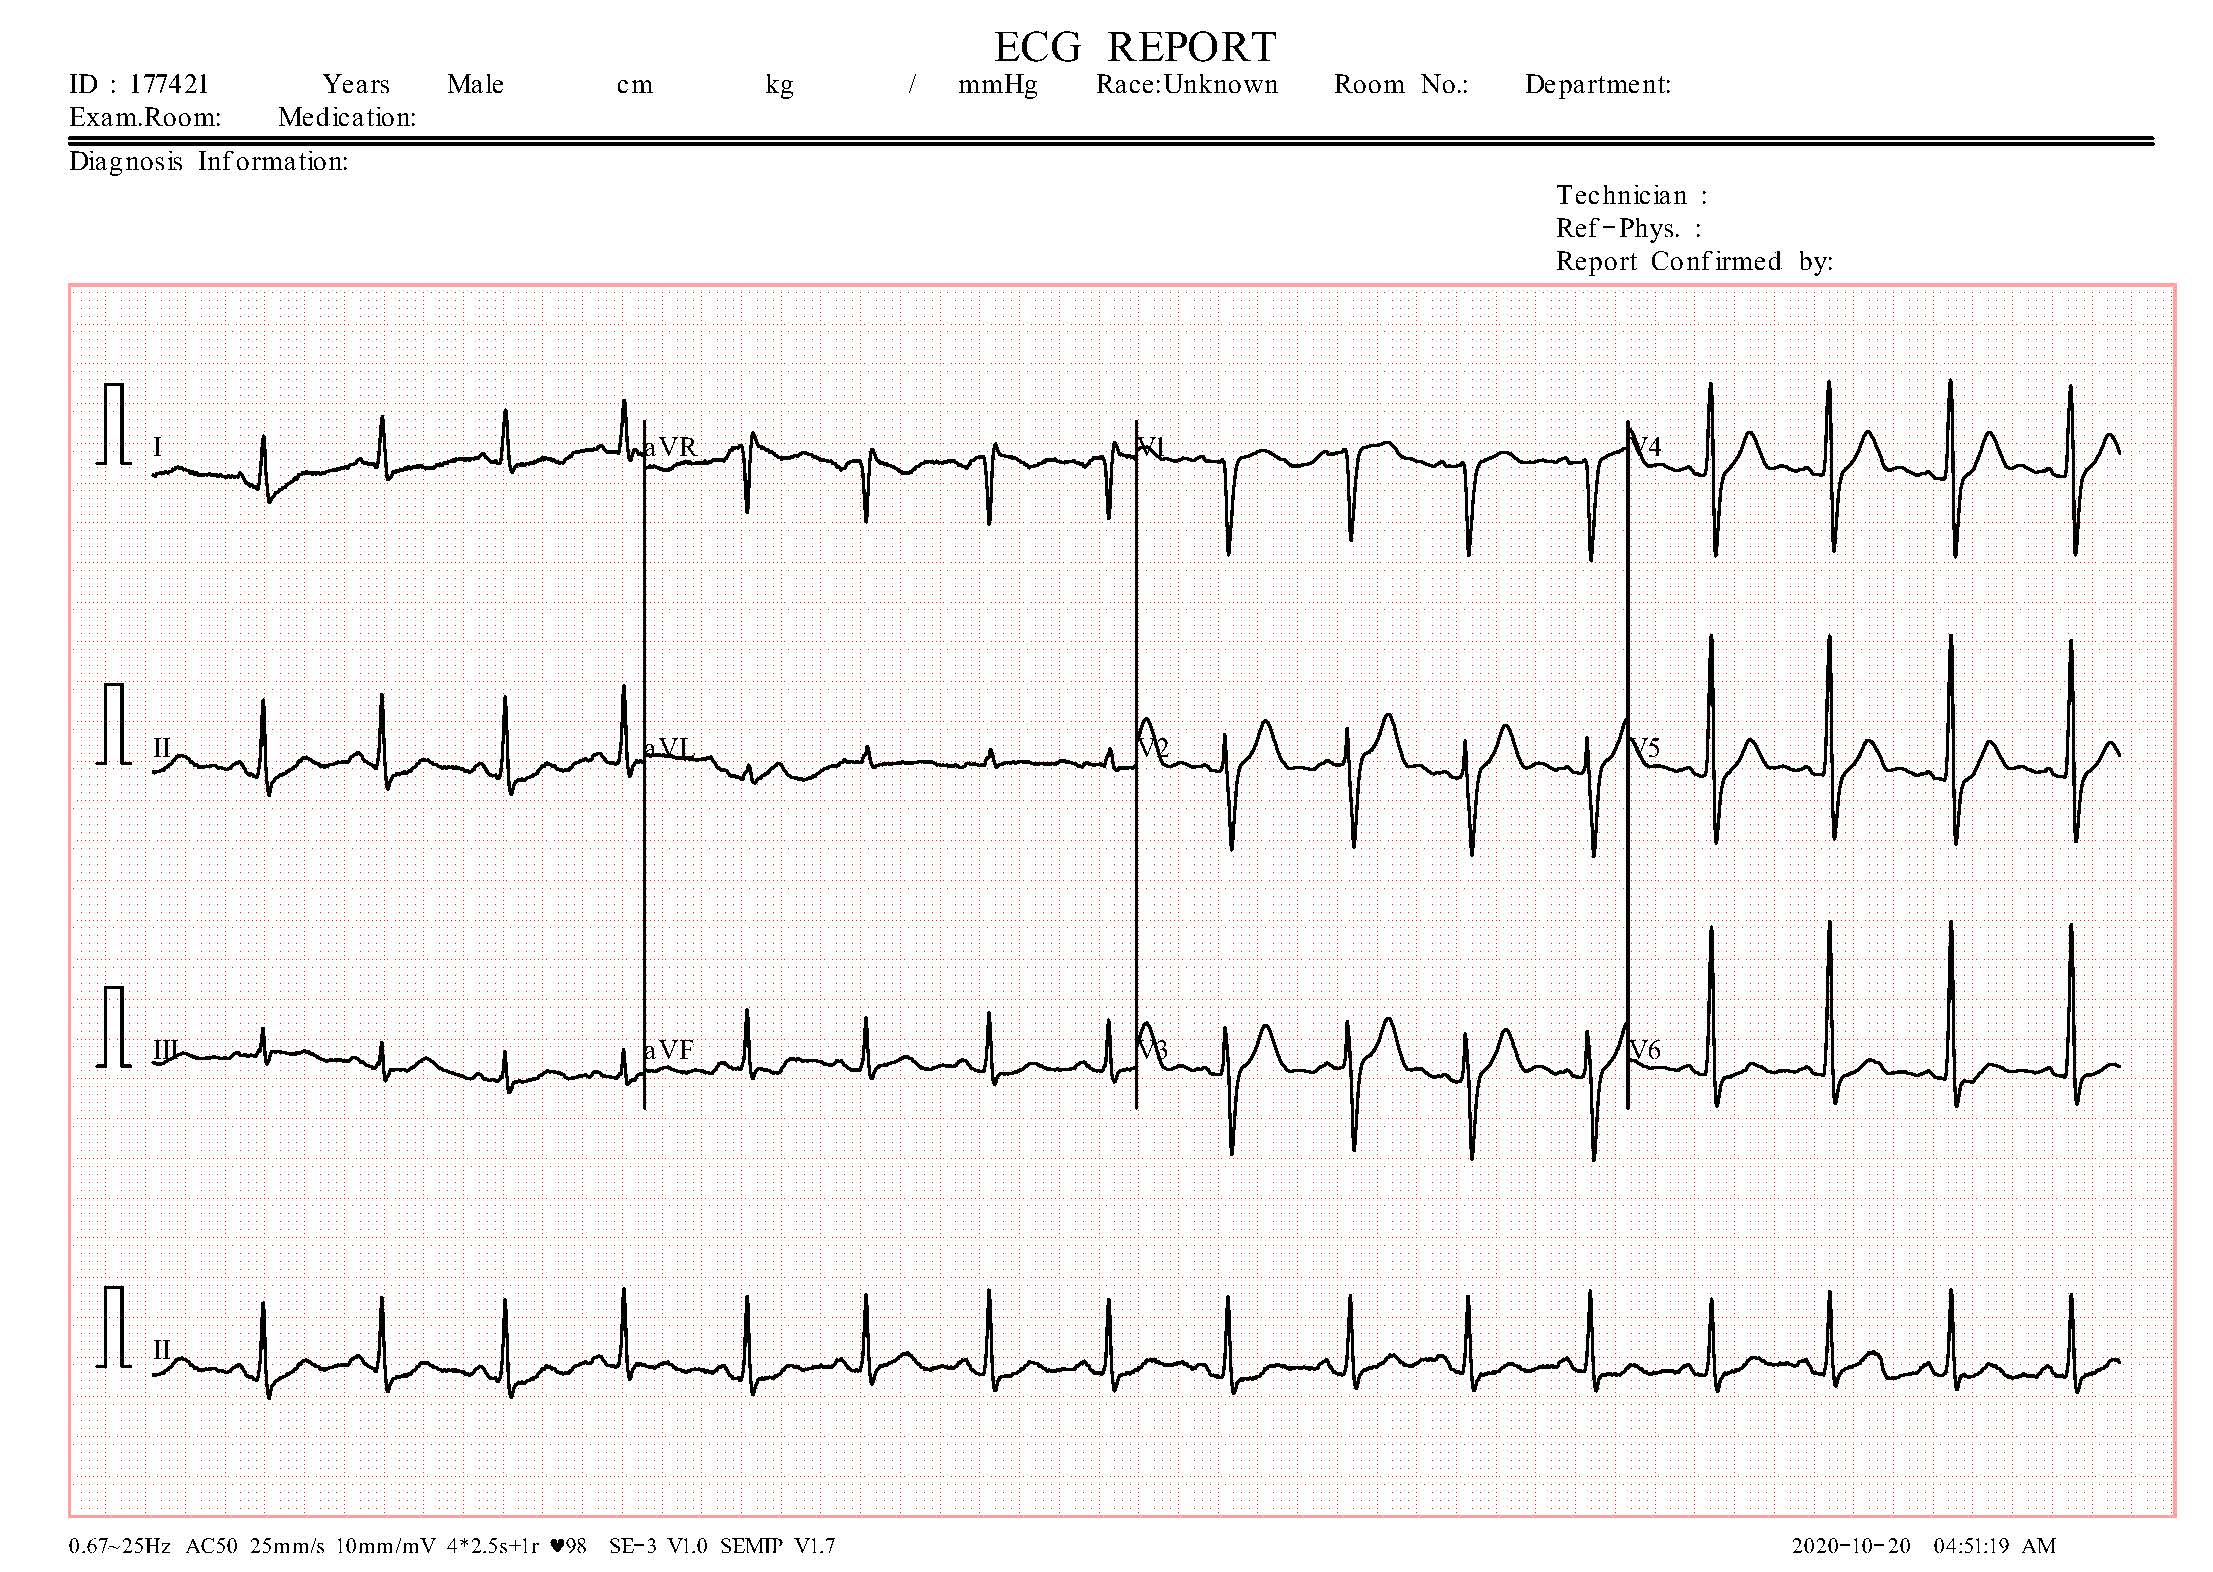 ECG REPORT
ID : 177421 Years Male cm kg / mmHg Race:Unknown Room No.: Department:
Exam.Room: Medication:
Diagnosis Information:
Technician :
Ref-Phys. :
Report Confirmed by:
I aVR V1 V4
II aVL V2 V5
III aVF V3 V6
II
0.67~25Hz AC50 25mm/s 10mm/mV 4*2.5s+1r ♥98 SE-3 V1.0 SEMIP V1.7 2020-10-20 04:51:19 AM